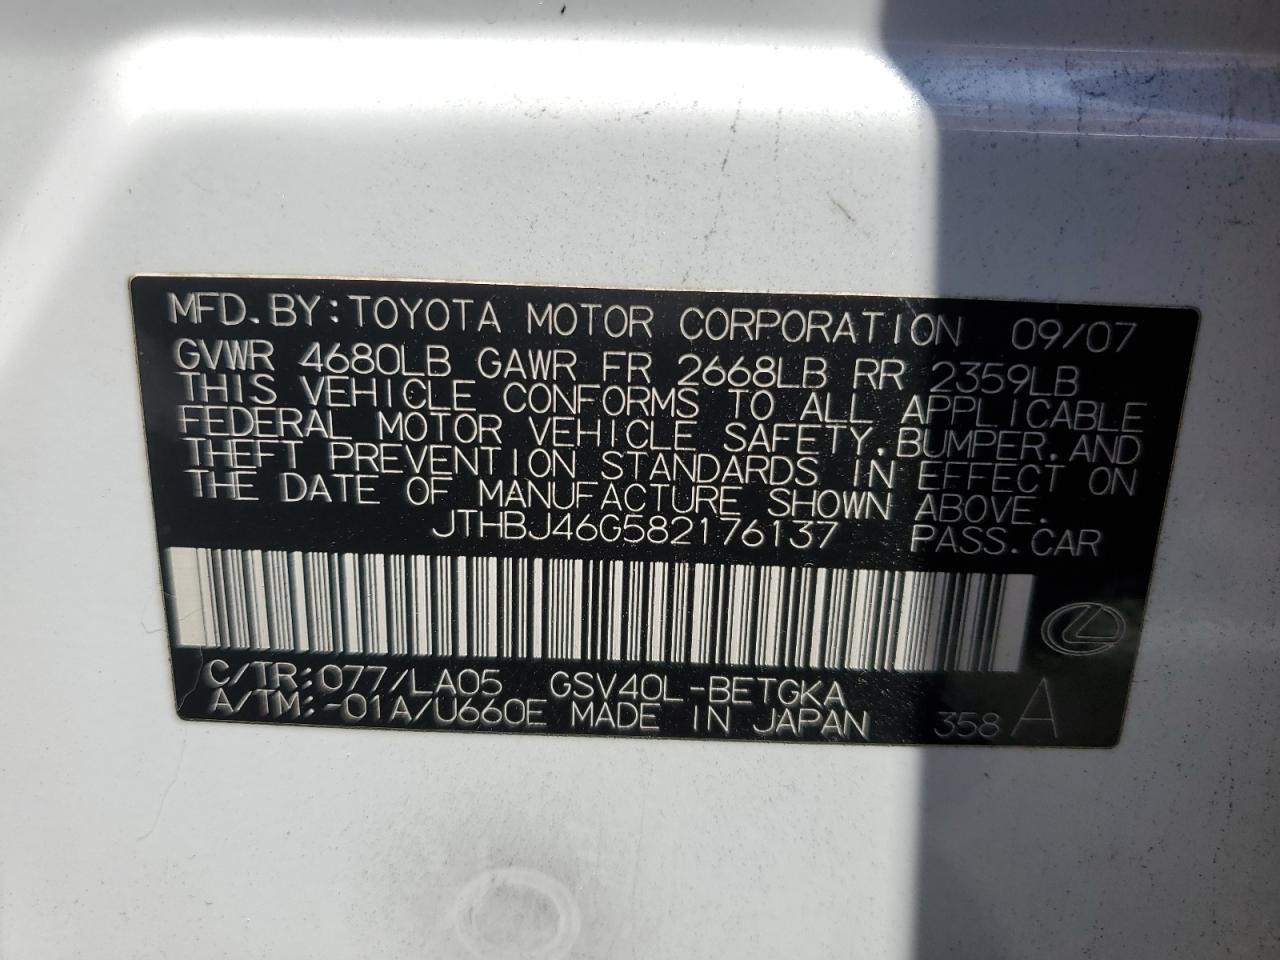 MFD.BY:TOYOTA MOTOR CORPORATION 09/07
GVWR 4680LB GAWR FR 2668LB RR 2359LB
THIS VEHICLE CONFORMS TO ALL APPLICABLE
FEDERAL MOTOR VEHICLE SAFETY,BUMPER,AND
THEFT PREVENTION STANDARDS IN EFFECT ON
THE DATE OF MANUFACTURE SHOWN ABOVE.
JTHBJ46G582176137 PASS.CAR
C/TR:077/LA05 GSV40L-BETGKA
A/TM:-01A/U660E MADE IN JAPAN 358 A